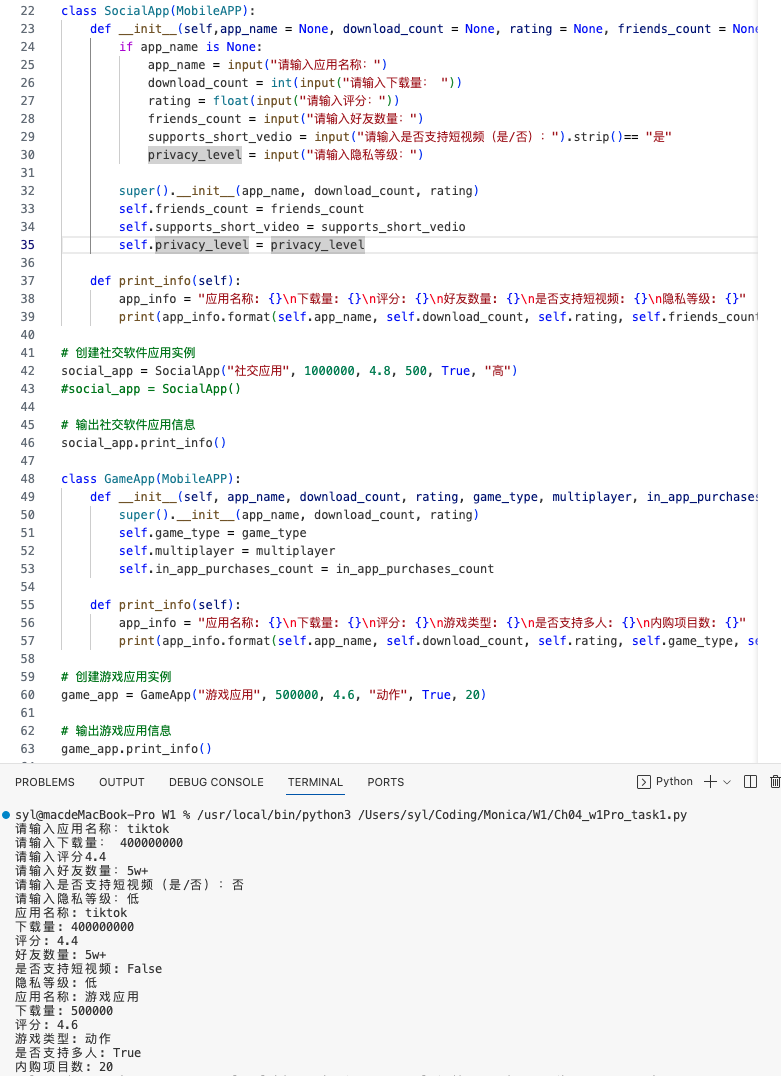 22 class SocialApp(MobileAPP):
23 def __init__(self,app_name = None, download_count = None, rating = None, friends_count = None
24 if app_name is None:
25 app_name = input("请输入应用名称：")
26 download_count = int(input("请输入下载量： "))
27 rating = float(input("请输入评分："))
28 friends_count = input("请输入好友数量：")
29 supports_short_vedio = input("请输入是否支持短视频（是/否）：").strip()== "是"
30 privacy_level = input("请输入隐私等级：")
31
32 super().__init__(app_name, download_count, rating)
33 self.friends_count = friends_count
34 self.supports_short_video = supports_short_vedio
35 self.privacy_level = privacy_level
36
37 def print_info(self):
38 app_info = "应用名称: {}\n下载量: {}\n评分: {}\n好友数量: {}\n是否支持短视频: {}\n隐私等级: {}"
39 print(app_info.format(self.app_name, self.download_count, self.rating, self.friends_count
40
41 # 创建社交软件应用实例
42 social_app = SocialApp("社交应用", 1000000, 4.8, 500, True, "高")
43 #social_app = SocialApp()
44
45 # 输出社交软件应用信息
46 social_app.print_info()
47
48 class GameApp(MobileAPP):
49 def __init__(self, app_name, download_count, rating, game_type, multiplayer, in_app_purchases
50 super().__init__(app_name, download_count, rating)
51 self.game_type = game_type
52 self.multiplayer = multiplayer
53 self.in_app_purchases_count = in_app_purchases_count
54
55 def print_info(self):
56 app_info = "应用名称: {}\n下载量: {}\n评分: {}\n游戏类型: {}\n是否支持多人: {}\n内购项目数: {}"
57 print(app_info.format(self.app_name, self.download_count, self.rating, self.game_type, se
58
59 # 创建游戏应用实例
60 game_app = GameApp("游戏应用", 500000, 4.6, "动作", True, 20)
61
62 # 输出游戏应用信息
63 game_app.print_info()
PROBLEMS OUTPUT DEBUG CONSOLE TERMINAL PORTS Python
syl@macdeMacBook-Pro W1 % /usr/local/bin/python3 /Users/syl/Coding/Monica/W1/Ch04_w1Pro_task1.py
请输入应用名称：tiktok
请输入下载量： 400000000
请输入评分4.4
请输入好友数量：5w+
请输入是否支持短视频（是/否）：否
请输入隐私等级：低
应用名称: tiktok
下载量: 400000000
评分: 4.4
好友数量: 5w+
是否支持短视频: False
隐私等级: 低
应用名称: 游戏应用
下载量: 500000
评分: 4.6
游戏类型: 动作
是否支持多人: True
内购项目数: 20